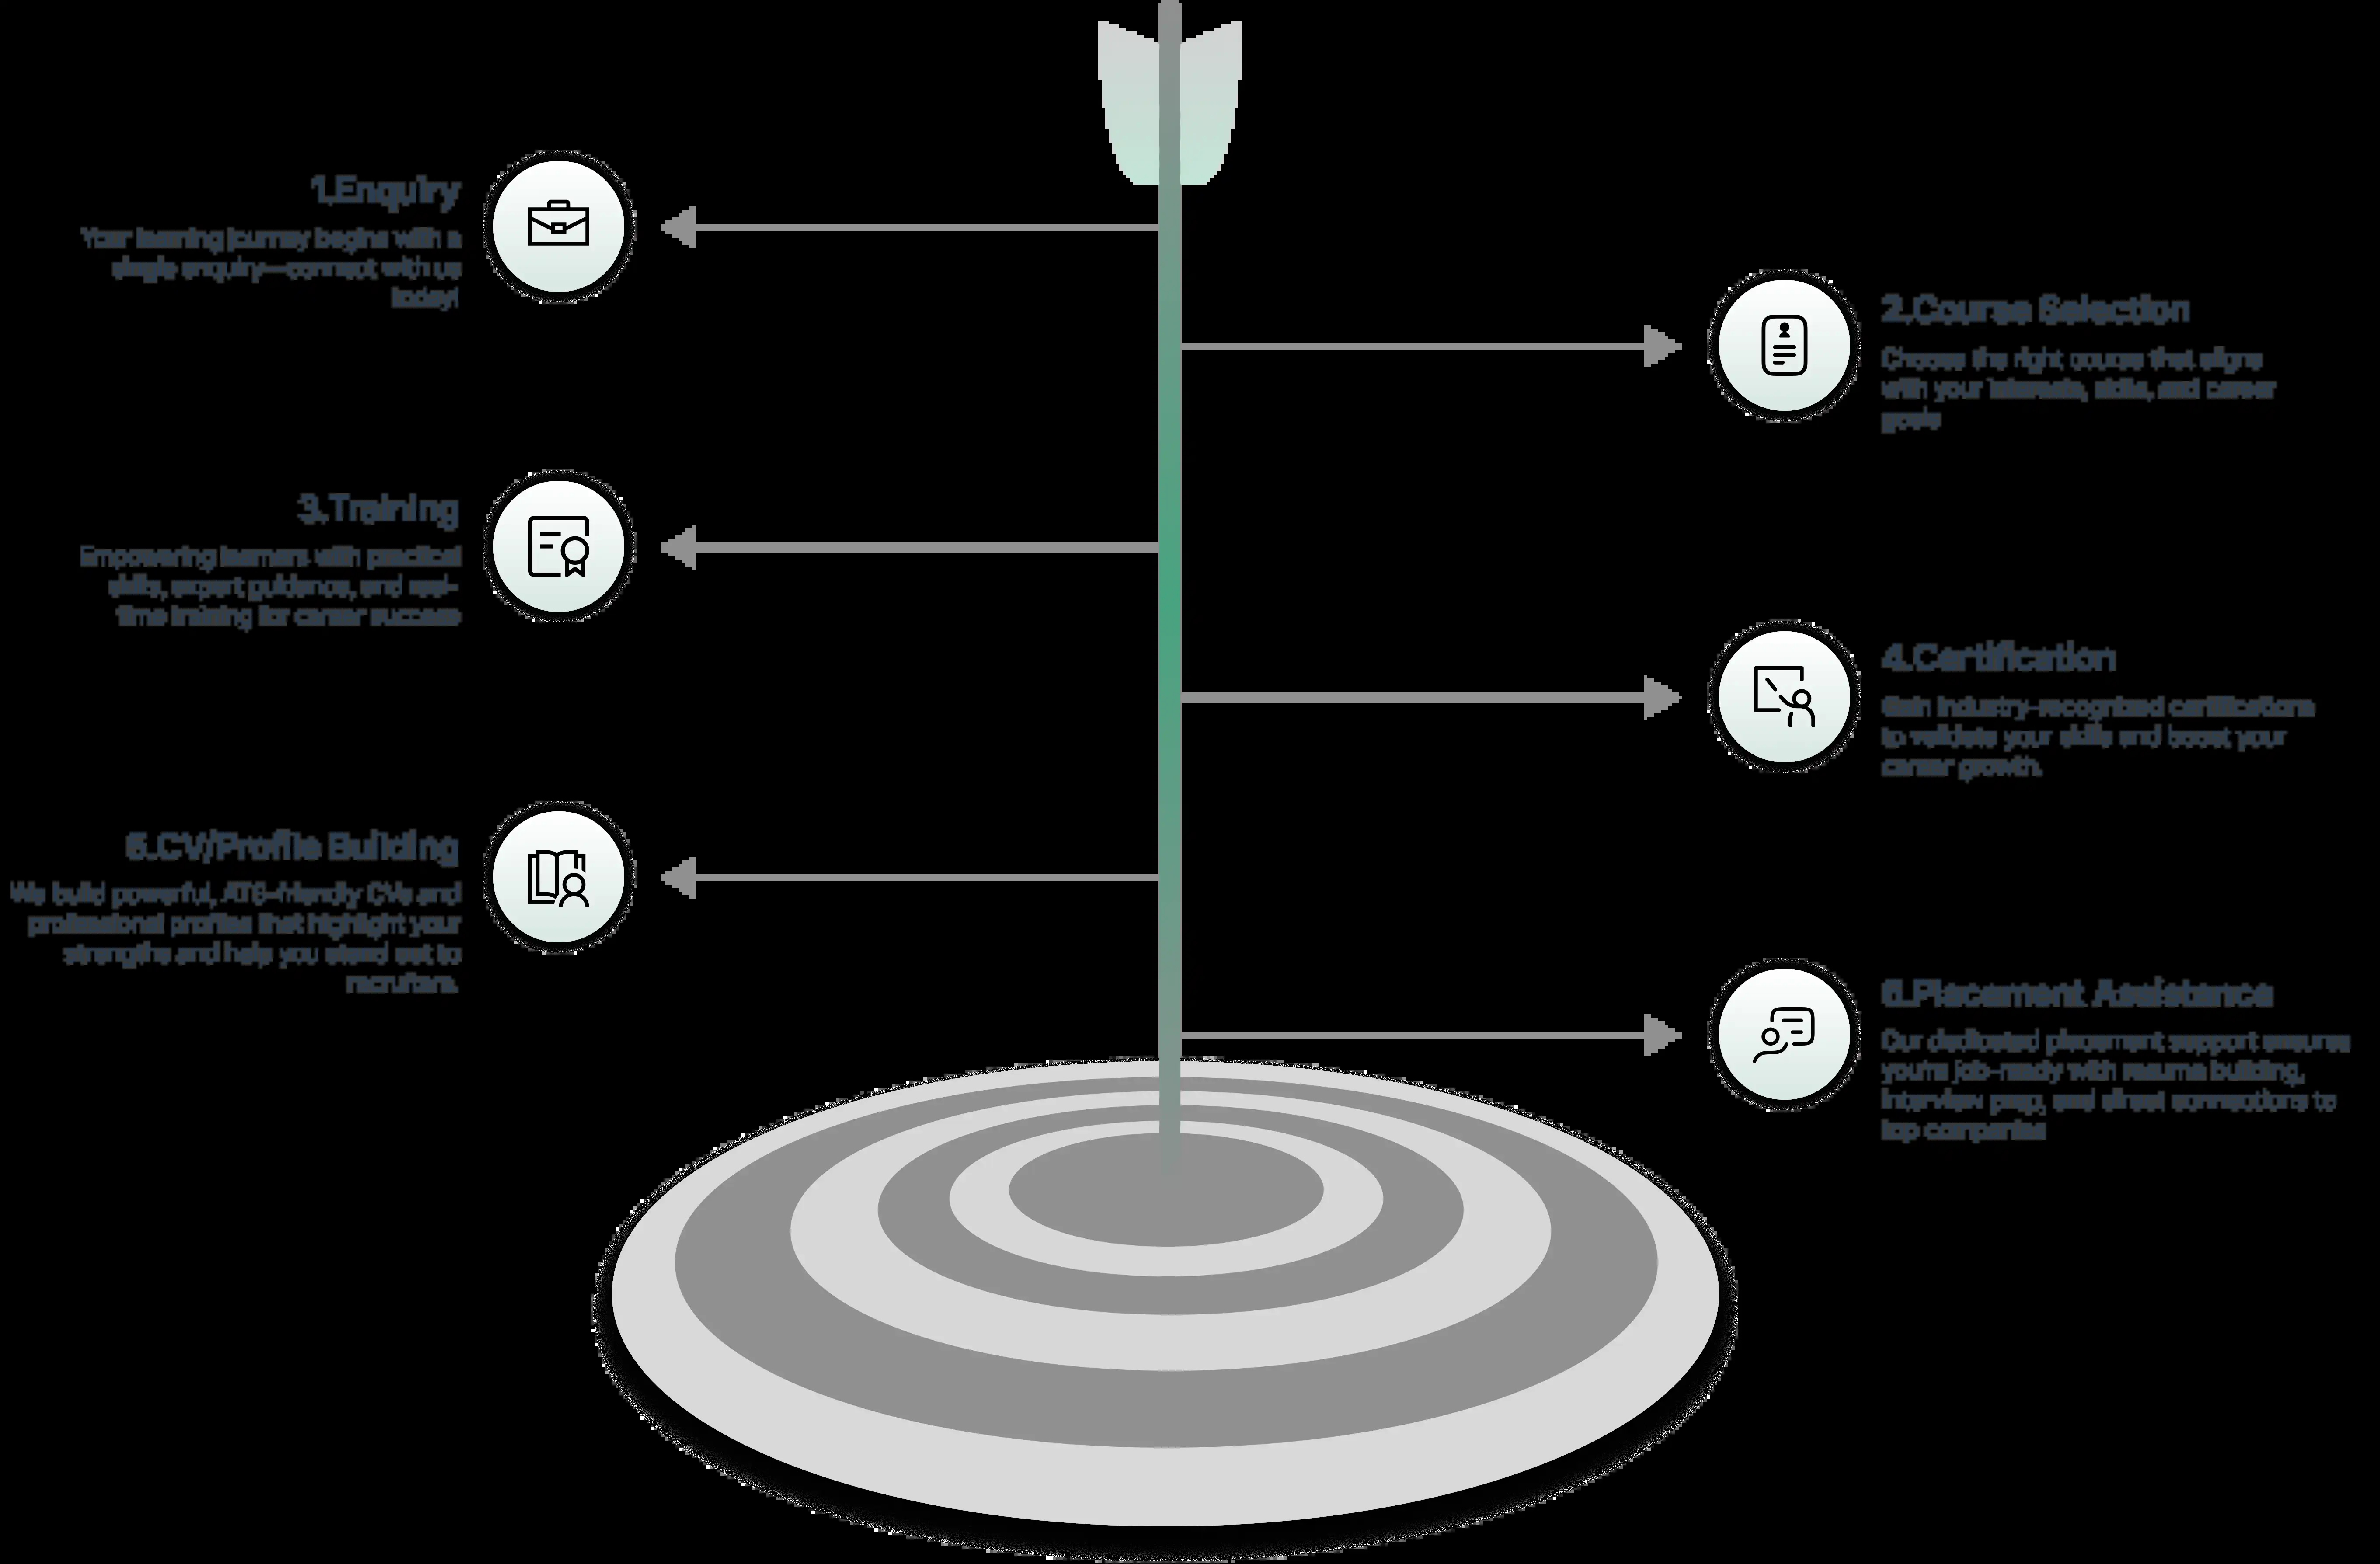 1.Enquiry
Your learning journey begins with a
single enquiry—connect with us
today!
2.Course Selection
Choose the right course that aligns
with your interests, skills, and career
goals
3.Training
Empowering learners with practical
skills, expert guidance, and real-
time training for career success
4.Certification
Gain industry-recognized certifications
to validate your skills and boost your
career growth.
5.CV/Profile Building
We build powerful, ATS-friendly CVs and
professional profiles that highlight your
strengths and help you stand out to
recruiters.
6.Placement Assistance
Our dedicated placement support ensures
you're job-ready with resume building,
interview prep, and direct connections to
top companies